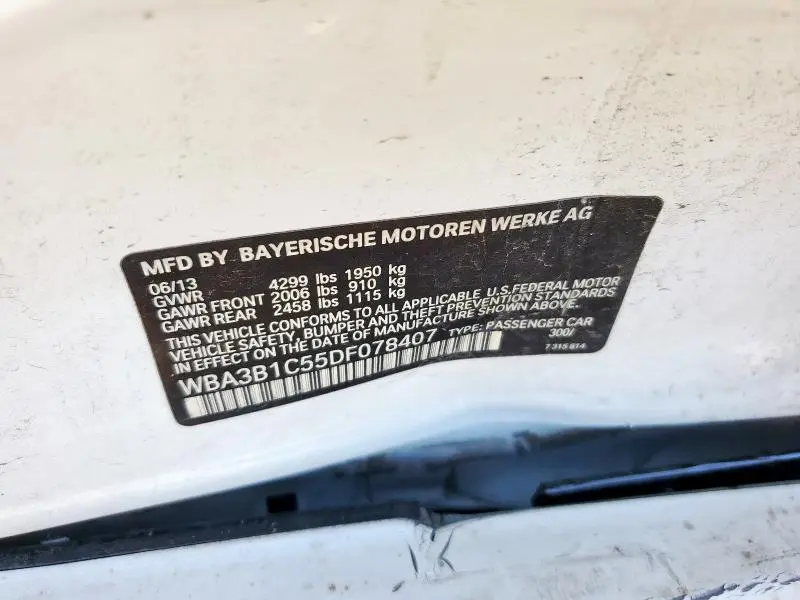 MFD BY BAYERISCHE MOTOREN WERKE AG
06/13
GVWR 4299 lbs 1950 kg
GAWR FRONT 2006 lbs 910 kg
GAWR REAR 2458 lbs 1115 kg
THIS VEHICLE CONFORMS TO ALL APPLICABLE U.S.FEDERAL MOTOR
VEHICLE SAFETY, BUMPER AND THEFT PREVENTION STANDARDS
IN EFFECT ON THE DATE OF MANUFACTURE SHOWN ABOVE.
WBA3B1C55DF078407 TYPE: PASSENGER CAR
300/
7 315 814